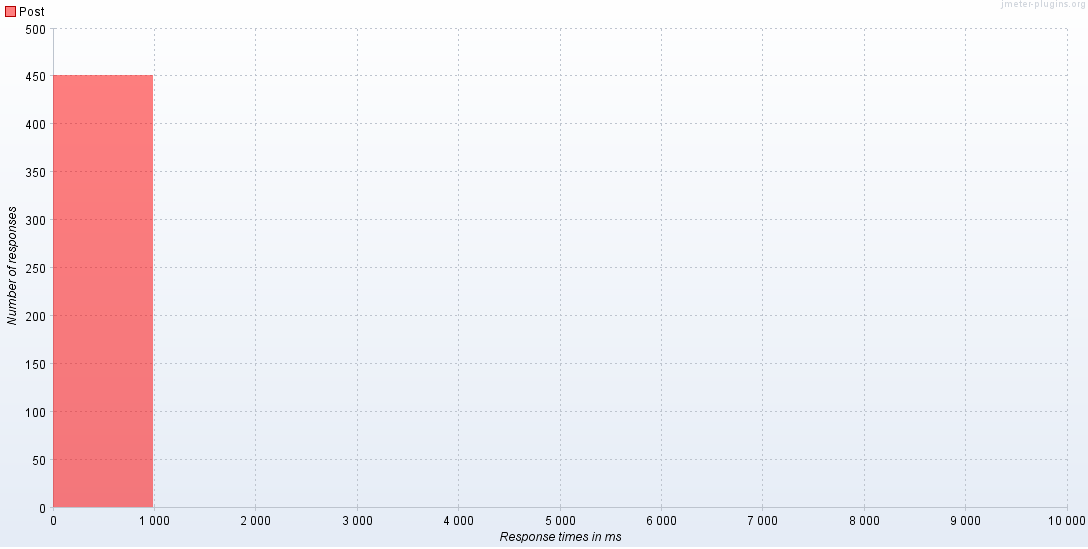 Post
jmeter-plugins.org
500
450
400
350
300
250
200
150
100
50
0
Number of responses
0 1 000 2 000 3 000 4 000 5 000 6 000 7 000 8 000 9 000 10 000
Response times in ms